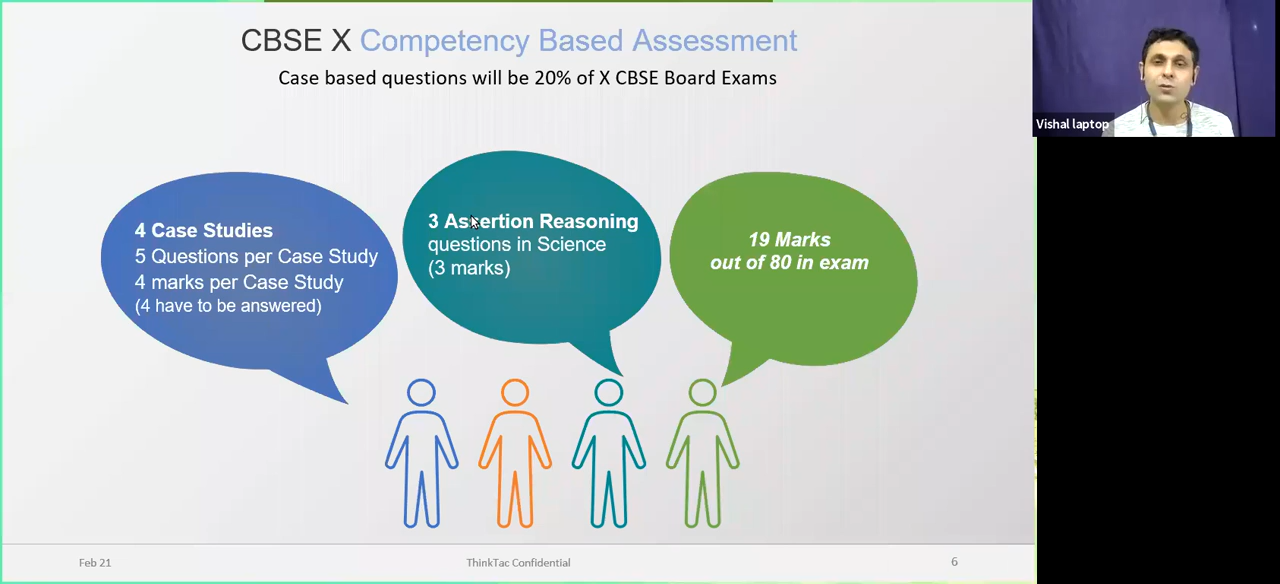 CBSE X Competency Based Assessment
Case based questions will be 20% of X CBSE Board Exams
4 Case Studies
5 Questions per Case Study
4 marks per Case Study
(4 have to be answered)
3 Assertion Reasoning
questions in Science
(3 marks)
19 Marks
out of 80 in exam
Vishal laptop
Feb 21
ThinkTac Confidential
6